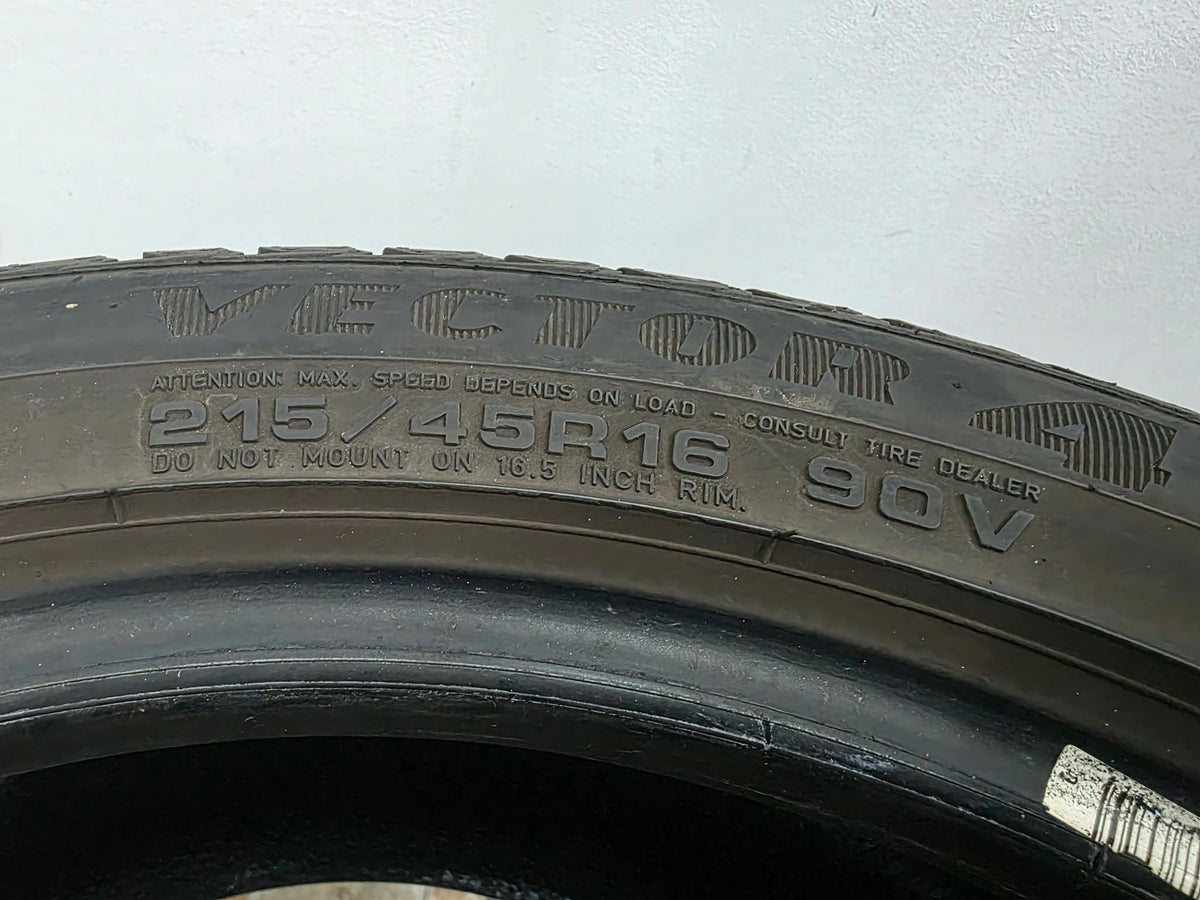 VECTOR 4
ATTENTION: MAX. SPEED DEPENDS ON LOAD - CONSULT TIRE DEALER
215/45R16 90V
DO NOT MOUNT ON 16.5 INCH RIM.